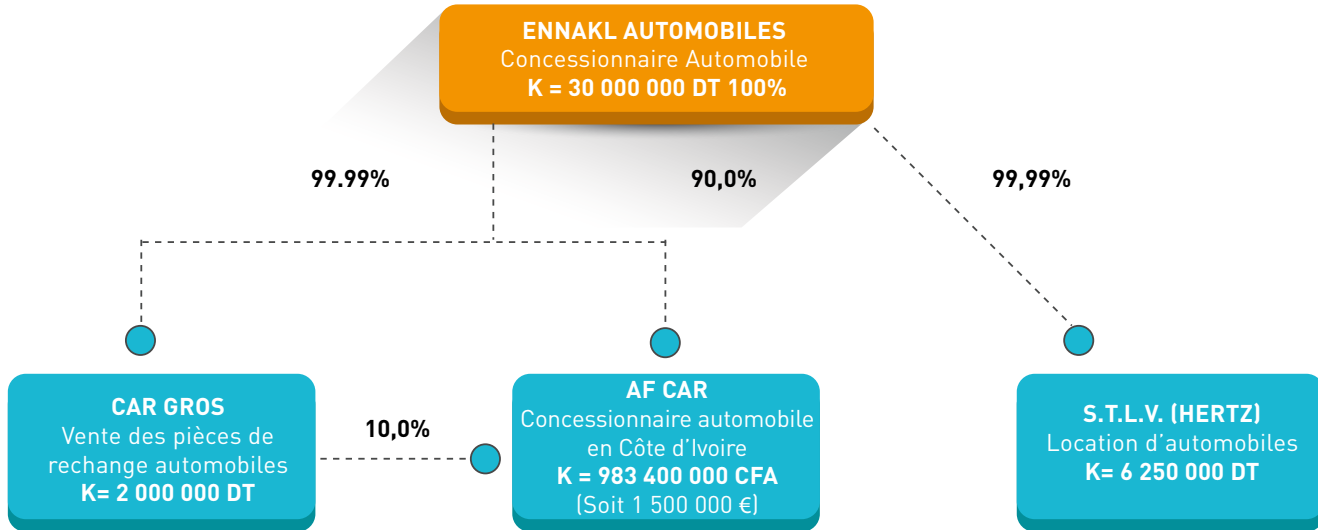 ENNAKL AUTOMOBILES
Concessionnaire Automobile
K = 30 000 000 DT 100%
99.99%
90,0%
99,99%
CAR GROS
Vente des pièces de
rechange automobiles
K= 2 000 000 DT
10,0%
AF CAR
Concessionnaire automobile
en Côte d’Ivoire
K = 983 400 000 CFA
(Soit 1 500 000 €)
S.T.L.V. (HERTZ)
Location d’automobiles
K= 6 250 000 DT